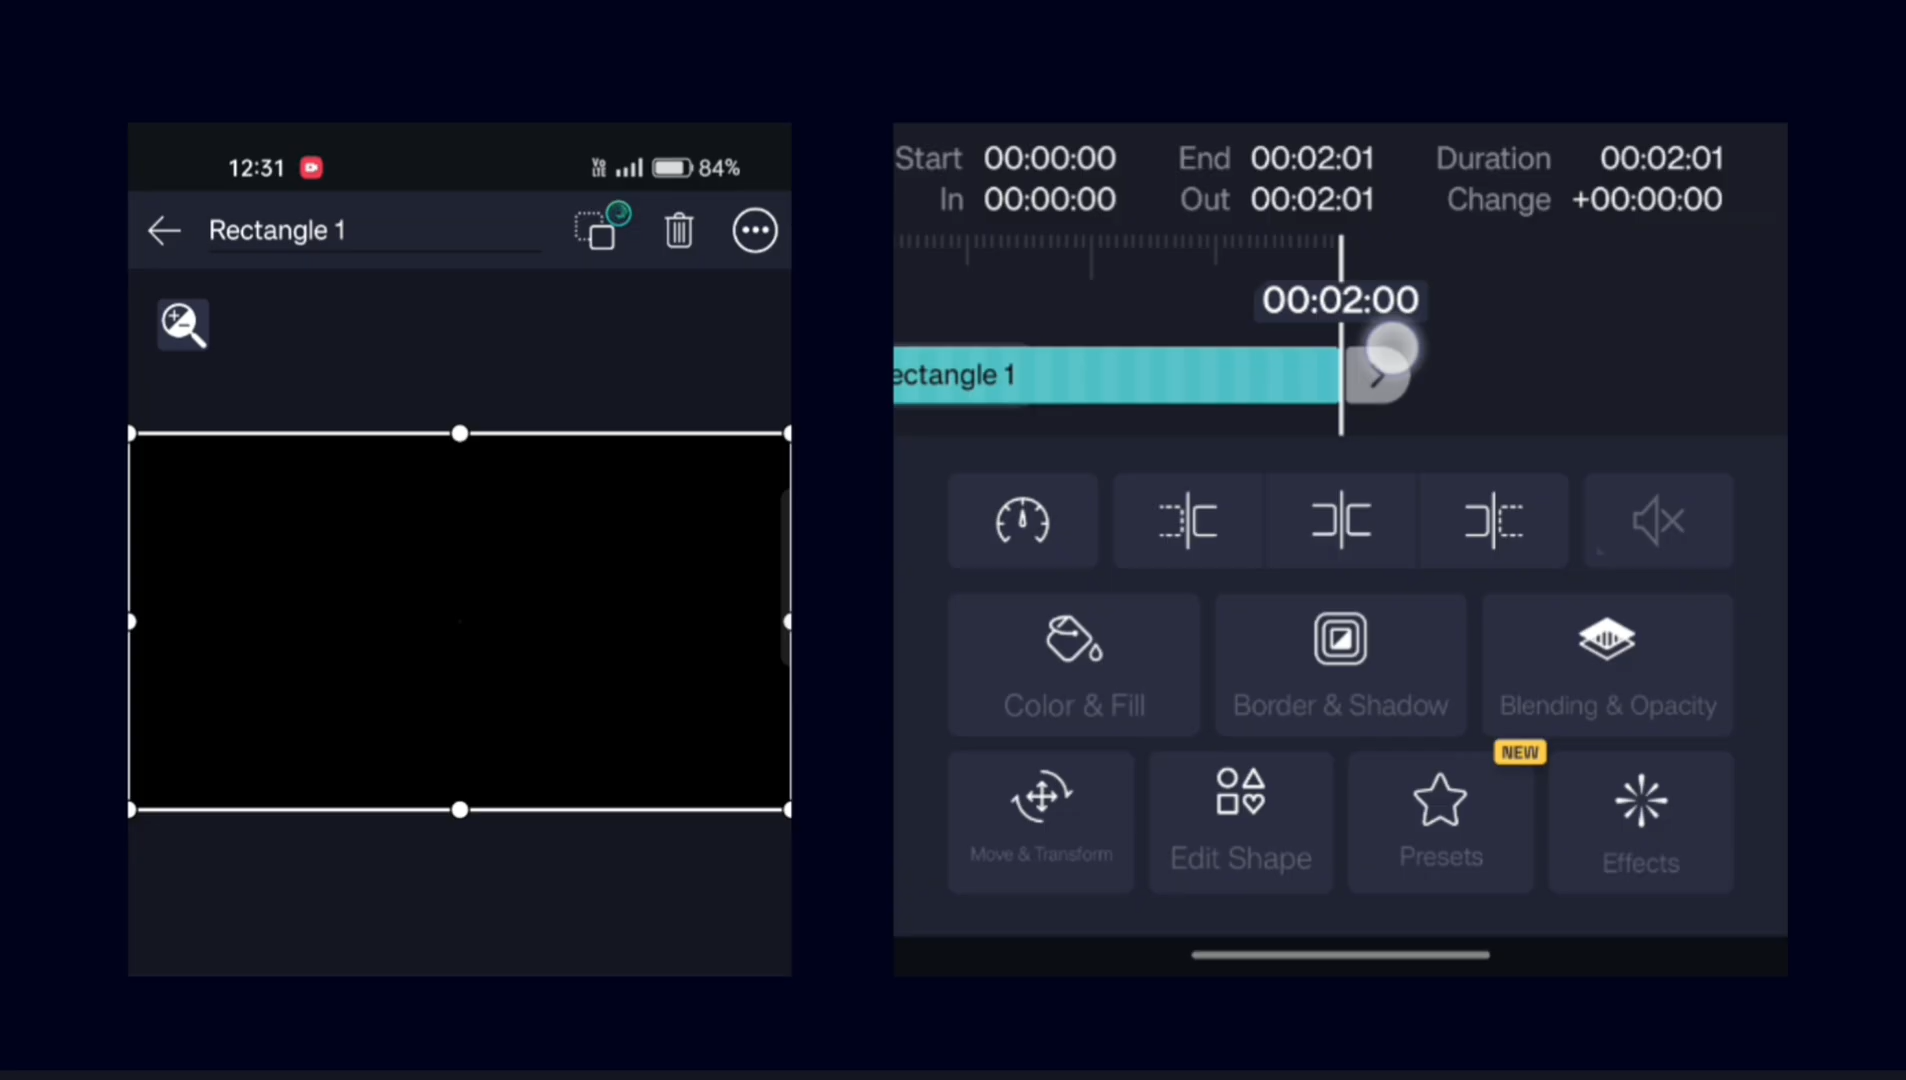 12:31
Vo LTE 84%
Rectangle 1
Start 00:00:00 End 00:02:01 Duration 00:02:01
In 00:00:00 Out 00:02:01 Change +00:00:00
00:02:00
ectangle 1
Color & Fill
Border & Shadow
Blending & Opacity
NEW
Move & Transform
Edit Shape
Presets
Effects